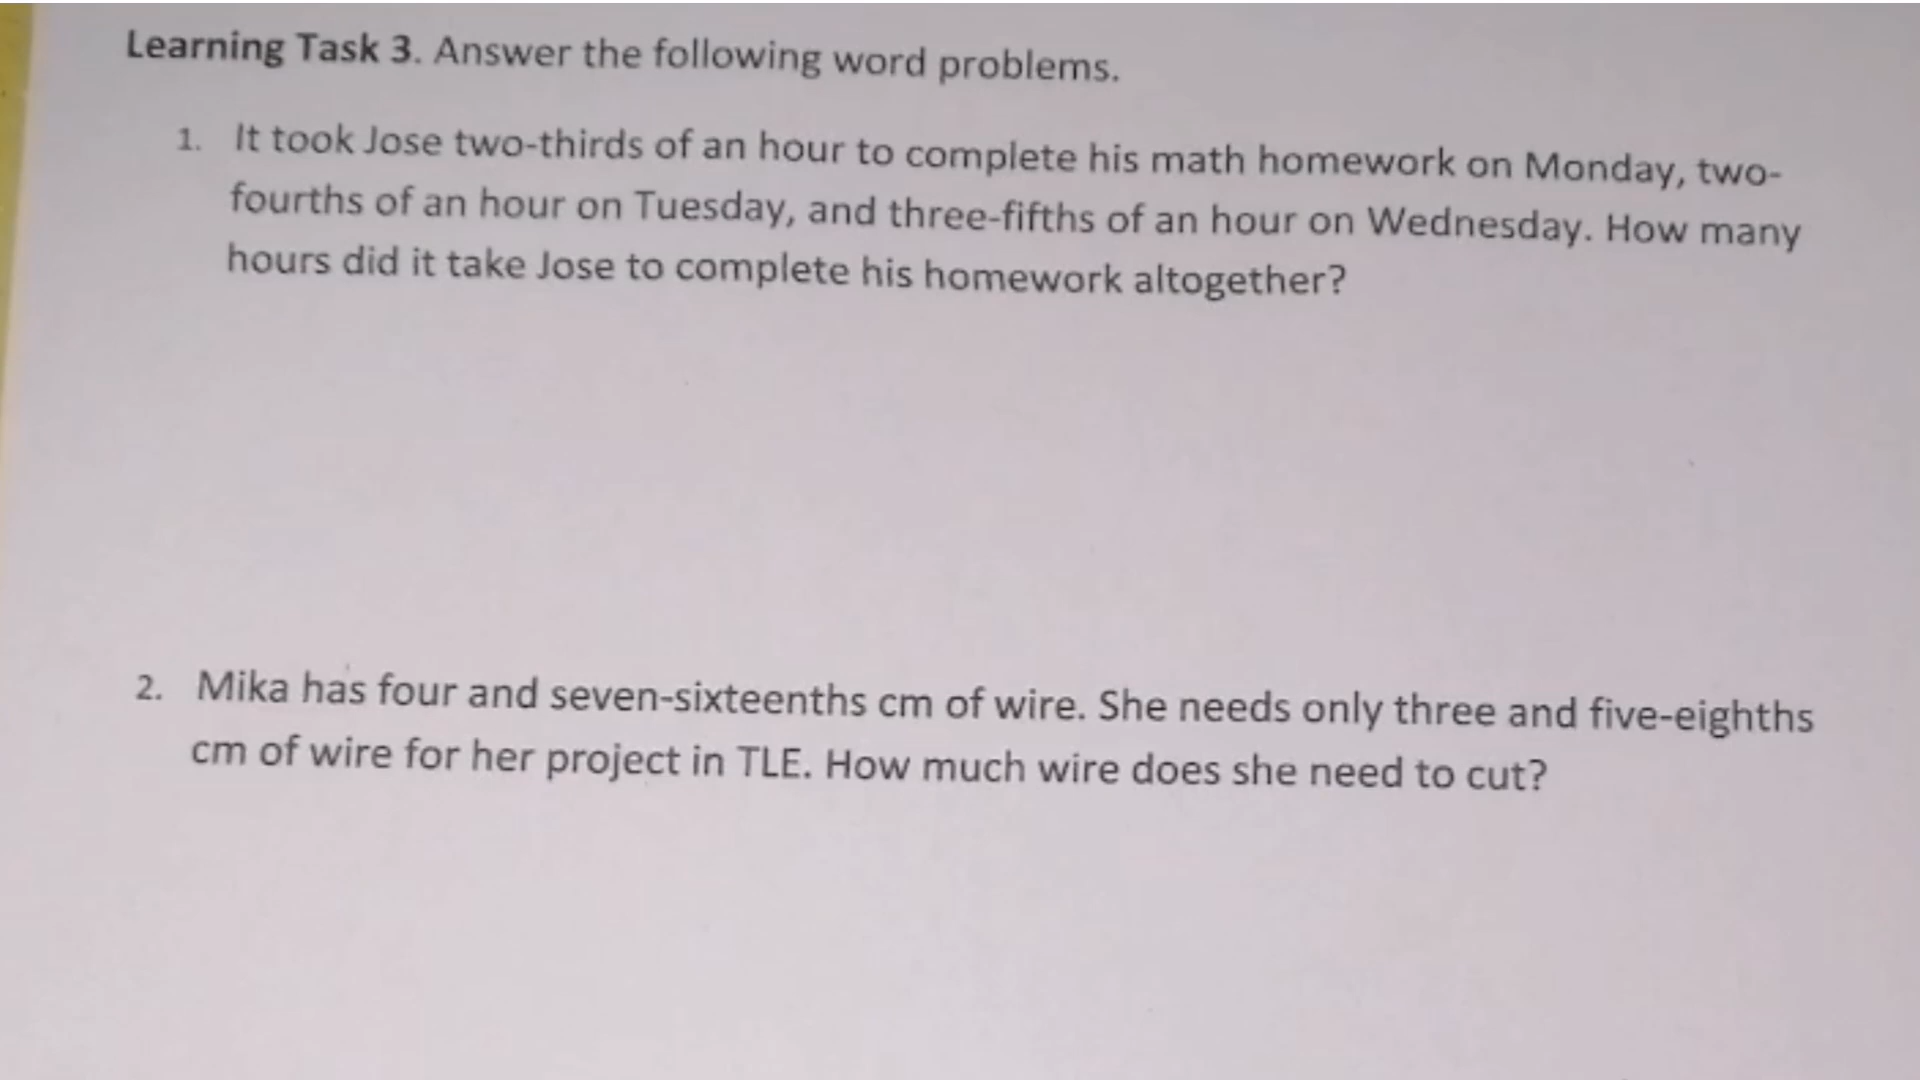 Learning Task 3. Answer the following word problems.
1. It took Jose two-thirds of an hour to complete his math homework on Monday, two-
fourths of an hour on Tuesday, and three-fifths of an hour on Wednesday. How many
hours did it take Jose to complete his homework altogether?
2. Mika has four and seven-sixteenths cm of wire. She needs only three and five-eighths
cm of wire for her project in TLE. How much wire does she need to cut?